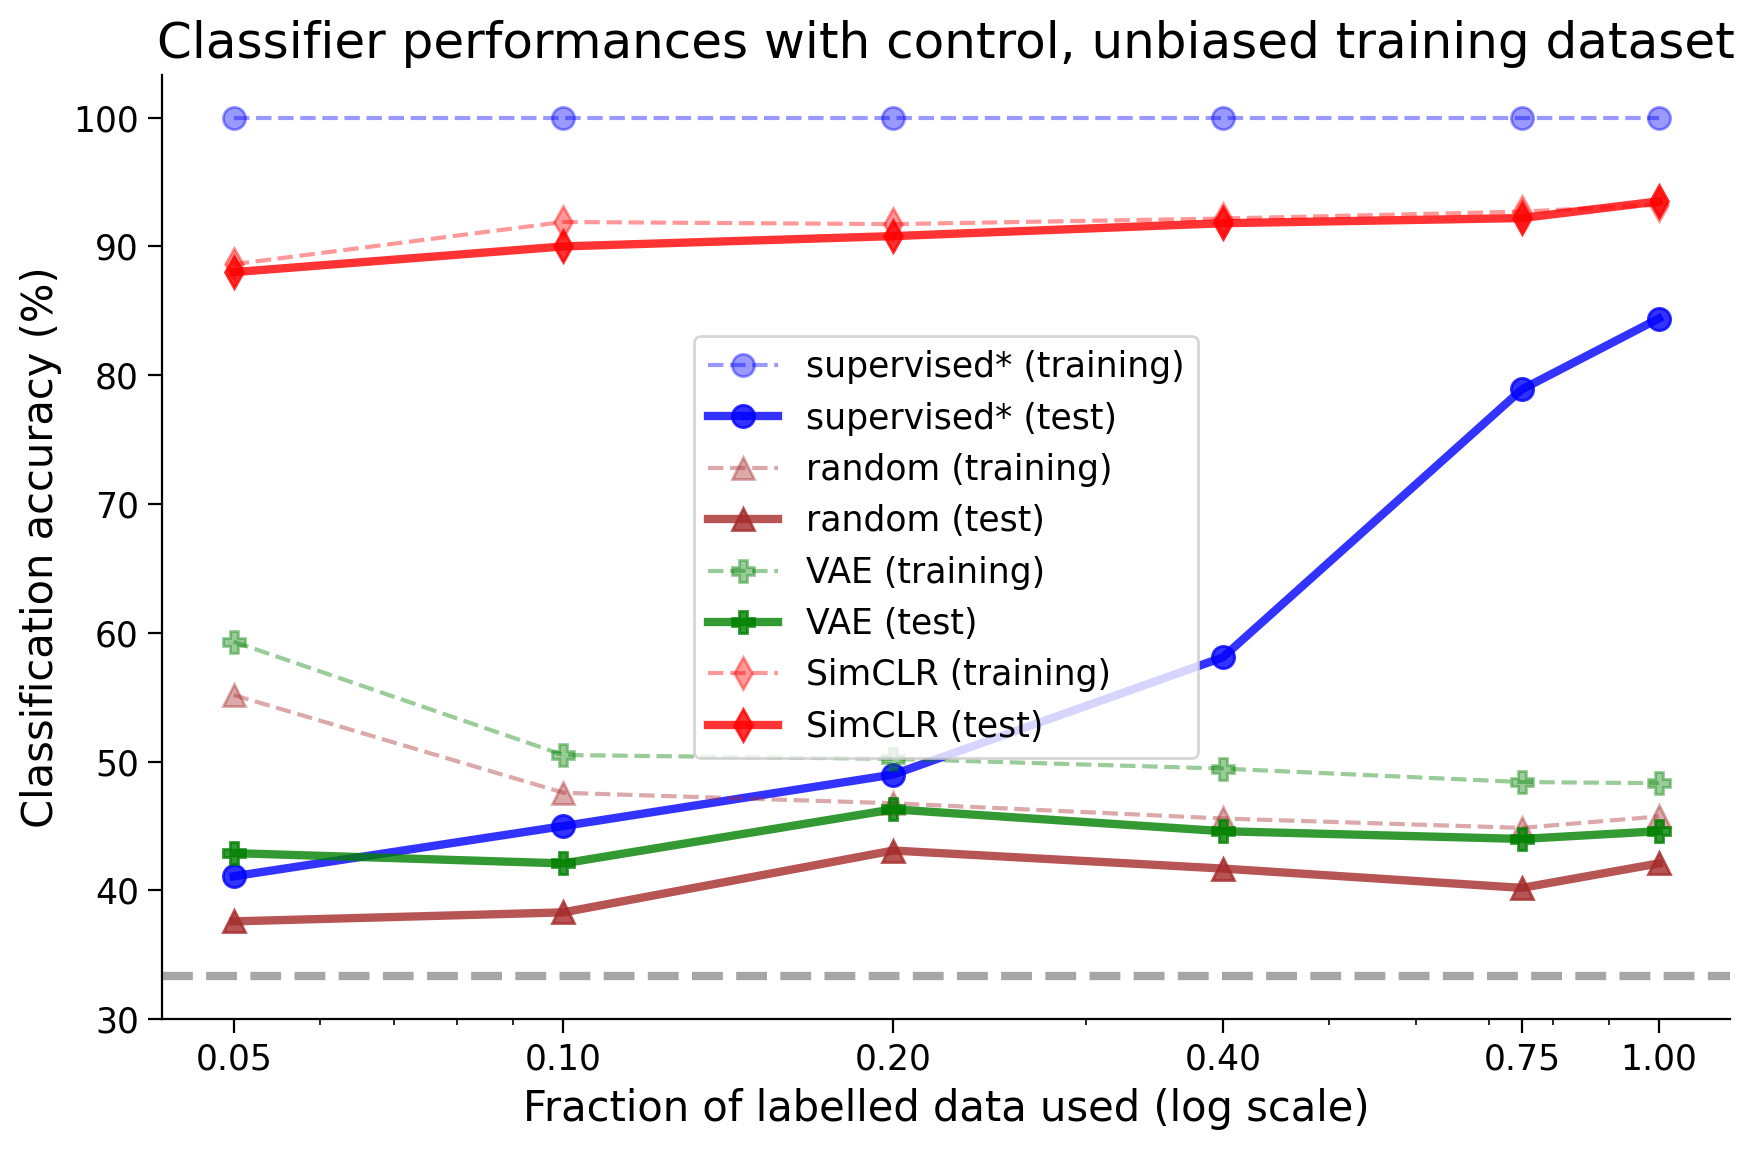 Classifier performances with control, unbiased training dataset
Classification accuracy (%)
100
90
80
70
60
50
40
30
supervised* (training)
supervised* (test)
random (training)
random (test)
VAE (training)
VAE (test)
SimCLR (training)
SimCLR (test)
0.05 0.10 0.20 0.40 0.75 1.00
Fraction of labelled data used (log scale)